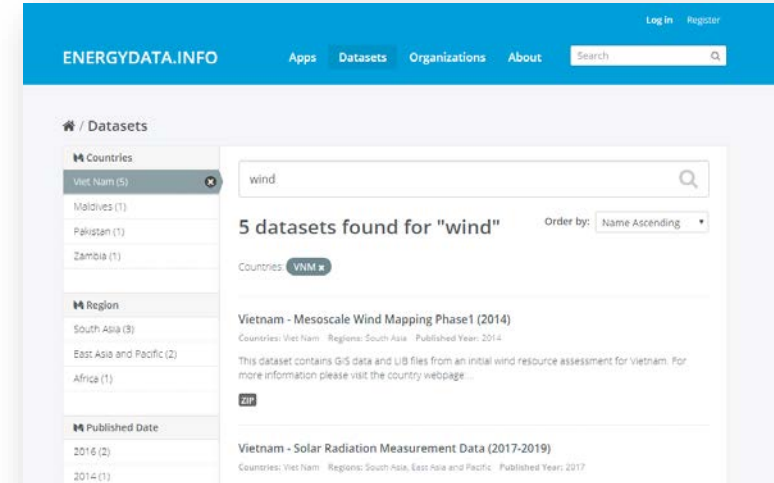 Log in Register
ENERGYDATA.INFO Apps Datasets Organizations About Search
/ Datasets
Countries
Viet Nam (5)
Maldives (1)
Pakistan (1)
Zambia (1)
Region
South Asia (3)
East Asia and Pacific (2)
Africa (1)
Published Date
2016 (2)
2014 (1)
wind
5 datasets found for "wind"
Order by: Name Ascending
Countries: VNM x
Vietnam - Mesoscale Wind Mapping Phase1 (2014)
Countries: Viet Nam Regions: South Asia Published Year: 2014
This dataset contains GIS data and LIB files from an initial wind resource assessment for Vietnam. For
more information please visit the country webpage:...
ZIP
Vietnam - Solar Radiation Measurement Data (2017-2019)
Countries: Viet Nam Regions: South Asia, East Asia and Pacific Published Year: 2017